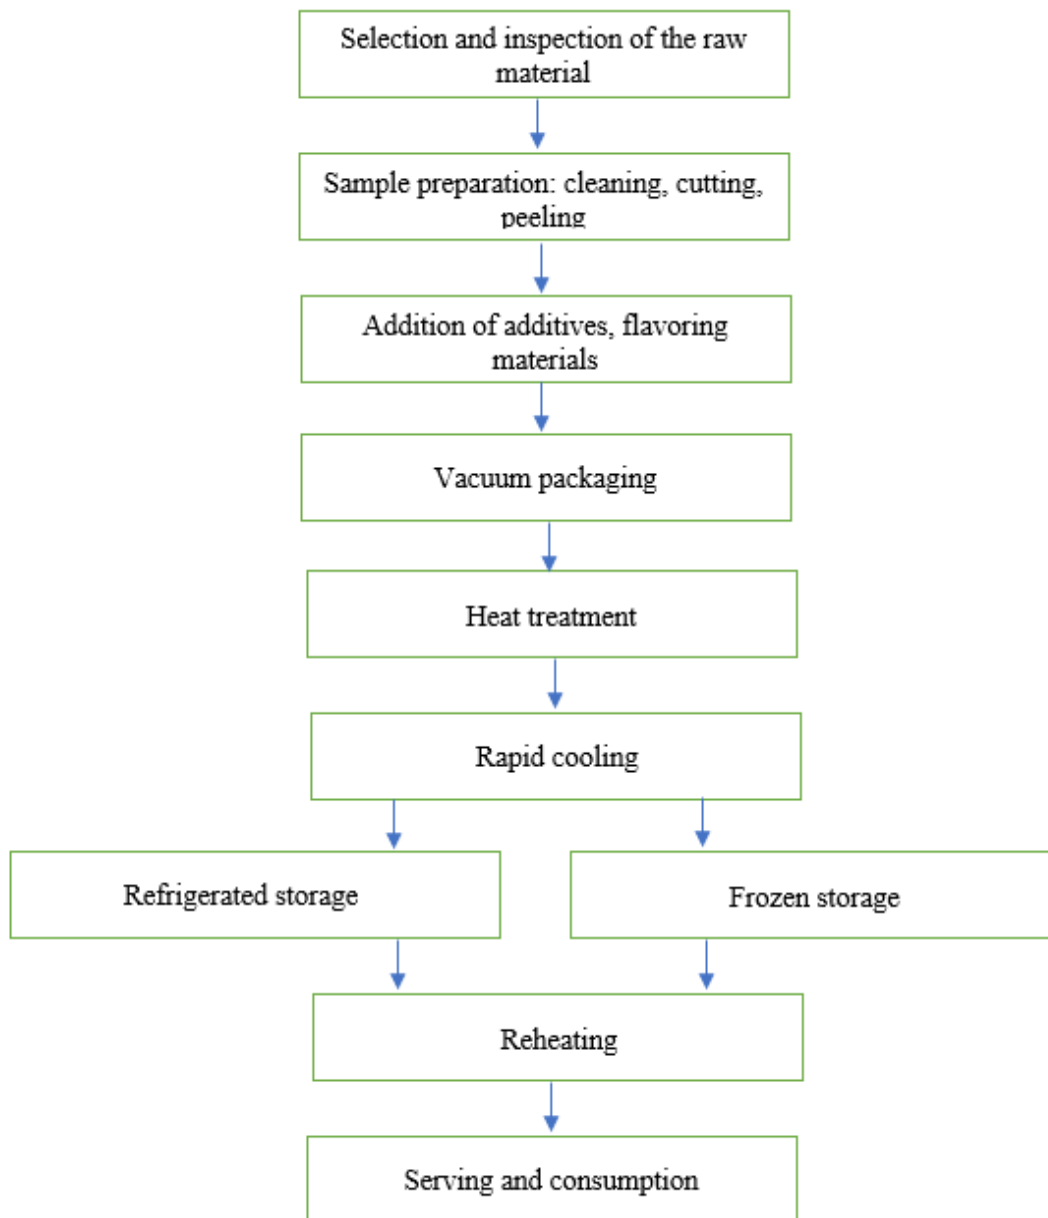 Selection and inspection of the raw
material
Sample preparation: cleaning, cutting,
peeling
Addition of additives, flavoring
materials
Vacuum packaging
Heat treatment
Rapid cooling
Refrigerated storage
Frozen storage
Reheating
Serving and consumption